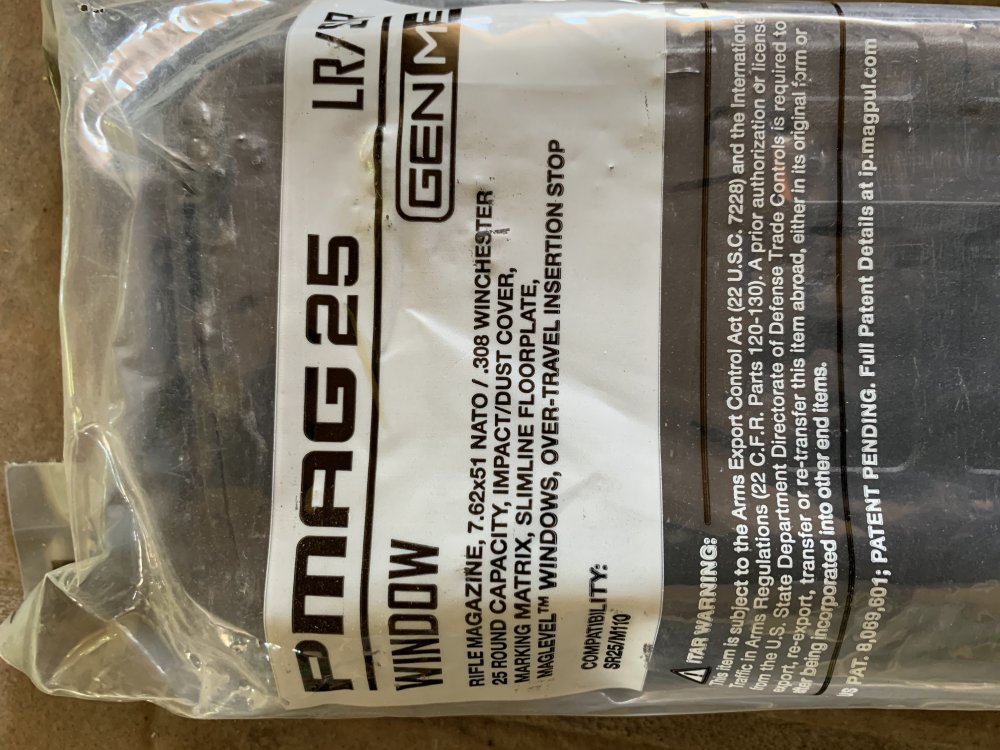 PMAG 25 LR/SR
WINDOW GEN M3
RIFLE MAGAZINE, 7.62x51 NATO / .308 WINCHESTER
25 ROUND CAPACITY, IMPACT/DUST COVER,
MARKING MATRIX, SLIMLINE FLOORPLATE,
MAGLEVEL™ WINDOWS, OVER-TRAVEL INSERTION STOP
COMPATIBILITY:
SR25/M110
ITAR WARNING:
This item is subject to the Arms Export Control Act (22 U.S.C. 7228) and the International
Traffic in Arms Regulations (22 C.F.R. Parts 120-130). A prior authorization or license
from the U.S. State Department Directorate of Defense Trade Controls is required to
export, re-export, transfer or re-transfer this item abroad, either in its original form or
after being incorporated into other end items.
US PAT. 8,069,601; PATENT PENDING. Full Patent Details at ip.magpul.com